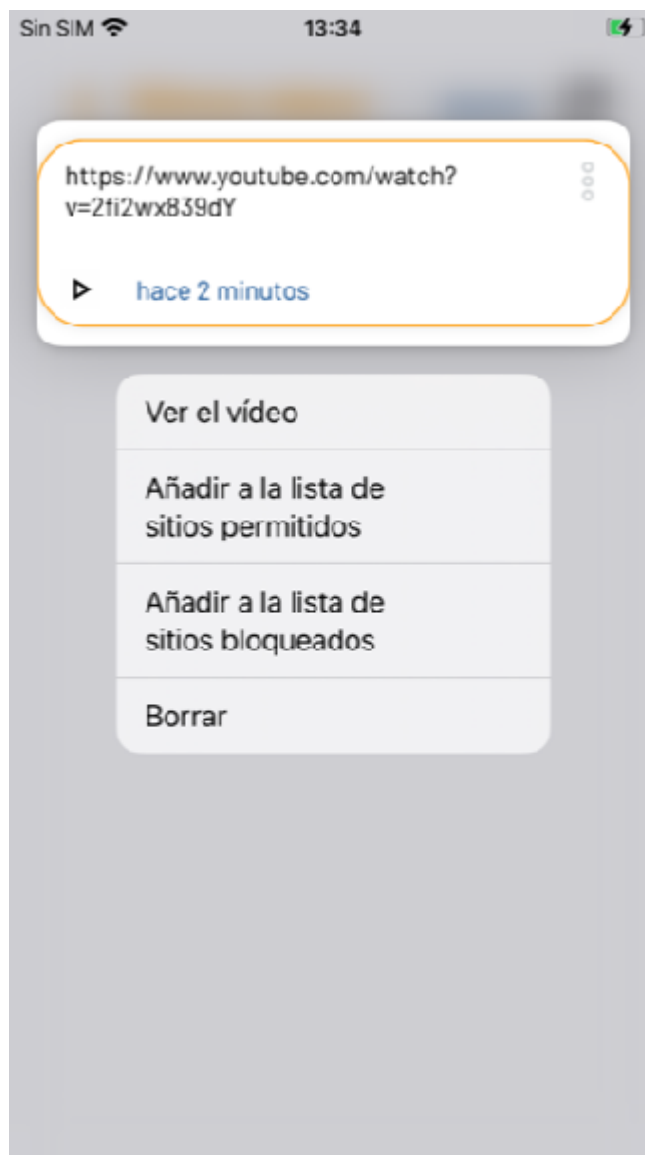 Sin SIM 13:34
https://www.youtube.com/watch?
v=2fi2wx839dY
hace 2 minutos
Ver el vídeo
Añadir a la lista de
sitios permitidos
Añadir a la lista de
sitios bloqueados
Borrar